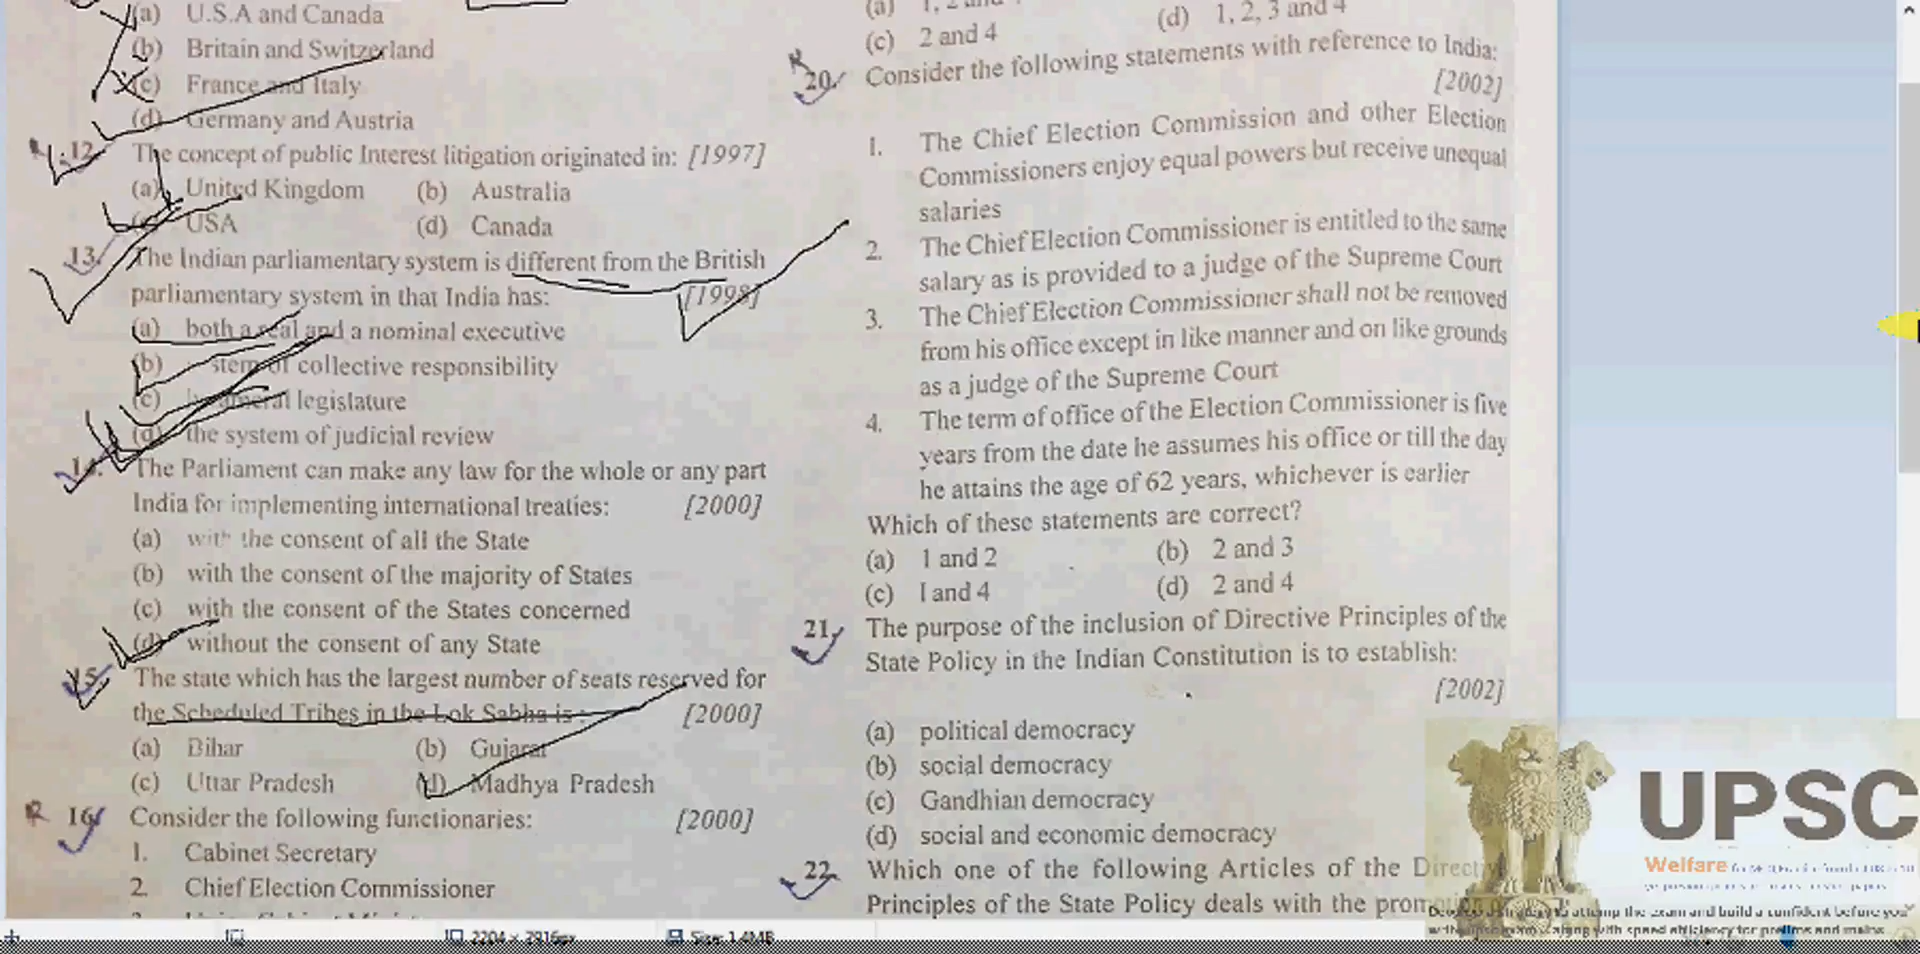 (a) U.S.A and Canada
(b) Britain and Switzerland
(c) France and Italy
(d) Germany and Austria
12. The concept of public Interest litigation originated in: [1997]
(a) United Kingdom (b) Australia
(c) USA (d) Canada
13. The Indian parliamentary system is different from the British
parliamentary system in that India has: [1998]
(a) both a real and a nominal executive
(b) system of collective responsibility
(c) bicameral legislature
(d) the system of judicial review
14. The Parliament can make any law for the whole or any part
India for implementing international treaties: [2000]
(a) with the consent of all the State
(b) with the consent of the majority of States
(c) with the consent of the States concerned
(d) without the consent of any State
15. The state which has the largest number of seats reserved for
the Scheduled Tribes in the Lok Sabha is : [2000]
(a) Bihar (b) Gujarat
(c) Uttar Pradesh (d) Madhya Pradesh
R 16. Consider the following functionaries: [2000]
1. Cabinet Secretary
2. Chief Election Commissioner
(a) 1, 2 and
(d) 1, 2, 3 and 4
(c) 2 and 4
R 20. Consider the following statements with reference to India:
[2002]
1. The Chief Election Commission and other Election
Commissioners enjoy equal powers but receive unequal
salaries
2. The Chief Election Commissioner is entitled to the same
salary as is provided to a judge of the Supreme Court
3. The Chief Election Commissioner shall not be removed
from his office except in like manner and on like grounds
as a judge of the Supreme Court
4. The term of office of the Election Commissioner is five
years from the date he assumes his office or till the day
he attains the age of 62 years, whichever is earlier
Which of these statements are correct?
(a) 1 and 2 (b) 2 and 3
(c) l and 4 (d) 2 and 4
21. The purpose of the inclusion of Directive Principles of the
State Policy in the Indian Constitution is to establish:
[2002]
(a) political democracy
(b) social democracy
(c) Gandhian democracy
(d) social and economic democracy
22. Which one of the following Articles of the Directive
Principles of the State Policy deals with the promotion
UPSC
Welfare
2204 × 2916px
Size: 1.4MB